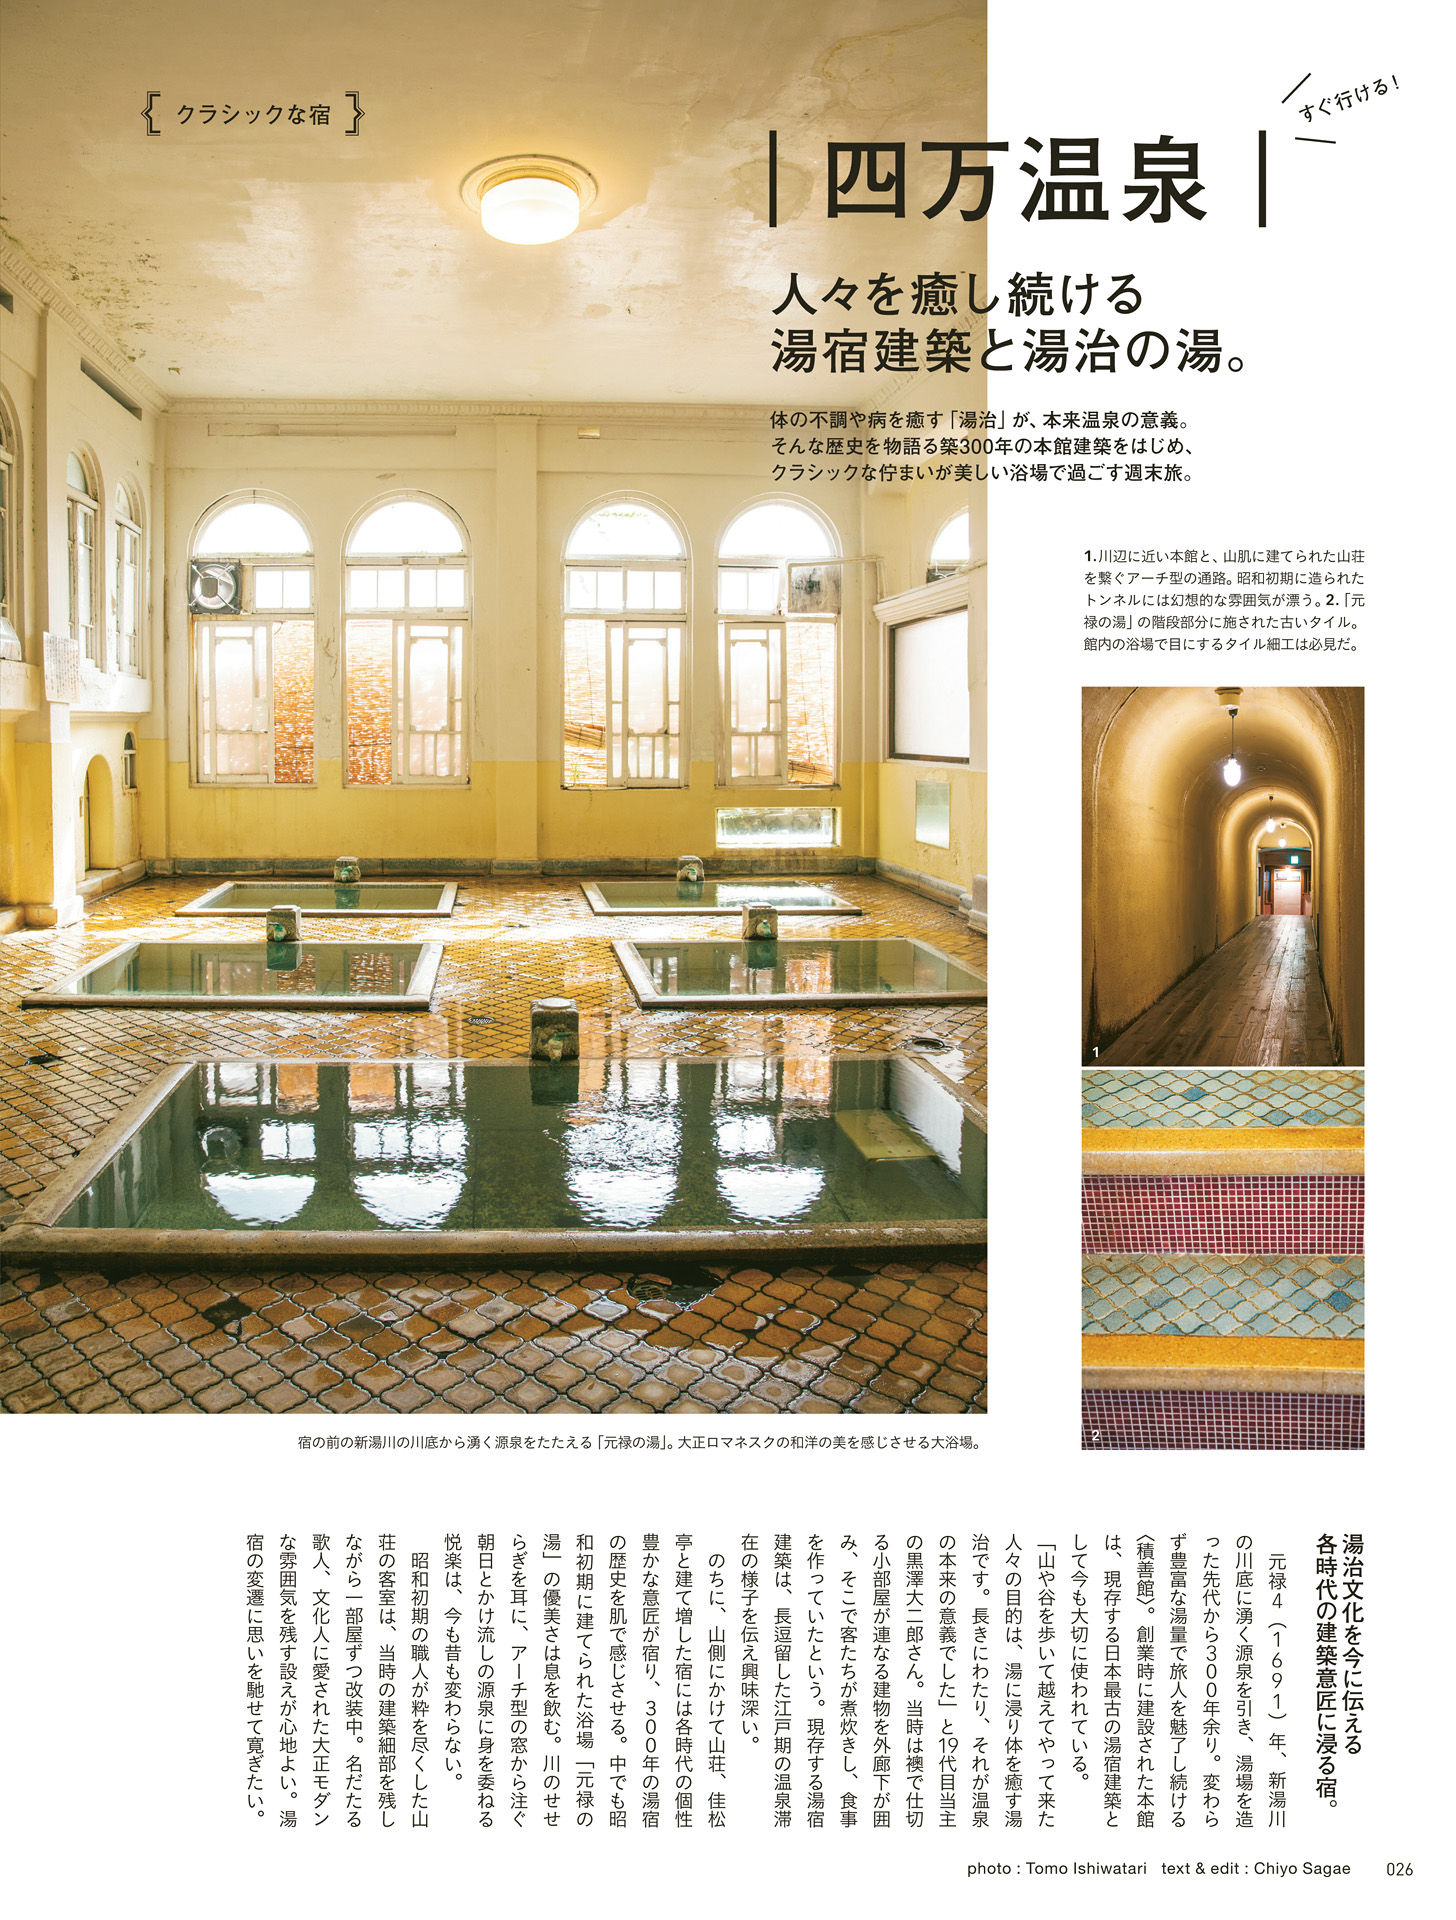 クラシックな宿
すぐ行ける!
四万温泉
人々を癒し続ける
湯宿建築と湯治の湯。
体の不調や病を癒す「湯治」が、本来温泉の意義。
そんな歴史を物語る築300年の本館建築をはじめ、
クラシックな佇まいが美しい浴場で過ごす週末旅。
1.川辺に近い本館と、山肌に建てられた山荘
を繋ぐアーチ型の通路。昭和初期に造られた
トンネルには幻想的な雰囲気が漂う。2.「元
禄の湯」の階段部分に施された古いタイル。
館内の浴場で目にするタイル細工は必見だ。
1
2
宿の前の新湯川の川底から湧く源泉をたたえる「元禄の湯」。大正ロマネスクの和洋の美を感じさせる大浴場。
湯治文化を今に伝える
各時代の建築意匠に浸る宿。
元禄4(1691)年、新湯川
の川底に湧く源泉を引き、湯場を造
った先代から300年余り。変わら
ず豊富な湯量で旅人を魅了し続ける
〈積善館〉。創業時に建設された本館
は、現存する日本最古の湯宿建築と
して今も大切に使われている。
「山や谷を歩いて越えてやって来た
人々の目的は、湯に浸り体を癒す湯
治です。長きにわたり、それが温泉
の本来の意義でした」と19代目当主
の黒澤大二郎さん。当時は襖で仕切
る小部屋が連なる建物を外廊下が囲
み、そこで客たちが煮炊きし、食事
を作っていたという。現存する湯宿
建築は、長逗留した江戸期の温泉滞
在の様子を伝え興味深い。
のちに、山側にかけて山荘、佳松
亭と建て増した宿には各時代の個性
豊かな意匠が宿り、300年の湯宿
の歴史を肌で感じさせる。中でも昭
和初期に建てられた浴場「元禄の
湯」の優美さは息を飲む。川のせせ
らぎを耳に、アーチ型の窓から注ぐ
朝日とかけ流しの源泉に身を委ねる
悦楽は、今も昔も変わらない。
昭和初期の職人が粋を尽くした山
荘の客室は、当時の建築細部を残し
ながら一部屋ずつ改装中。名だたる
歌人、文化人に愛された大正モダン
な雰囲気を残す設えが心地よい。湯
宿の変遷に思いを馳せて寛ぎたい。
photo : Tomo Ishiwatari text & edit : Chiyo Sagae
026